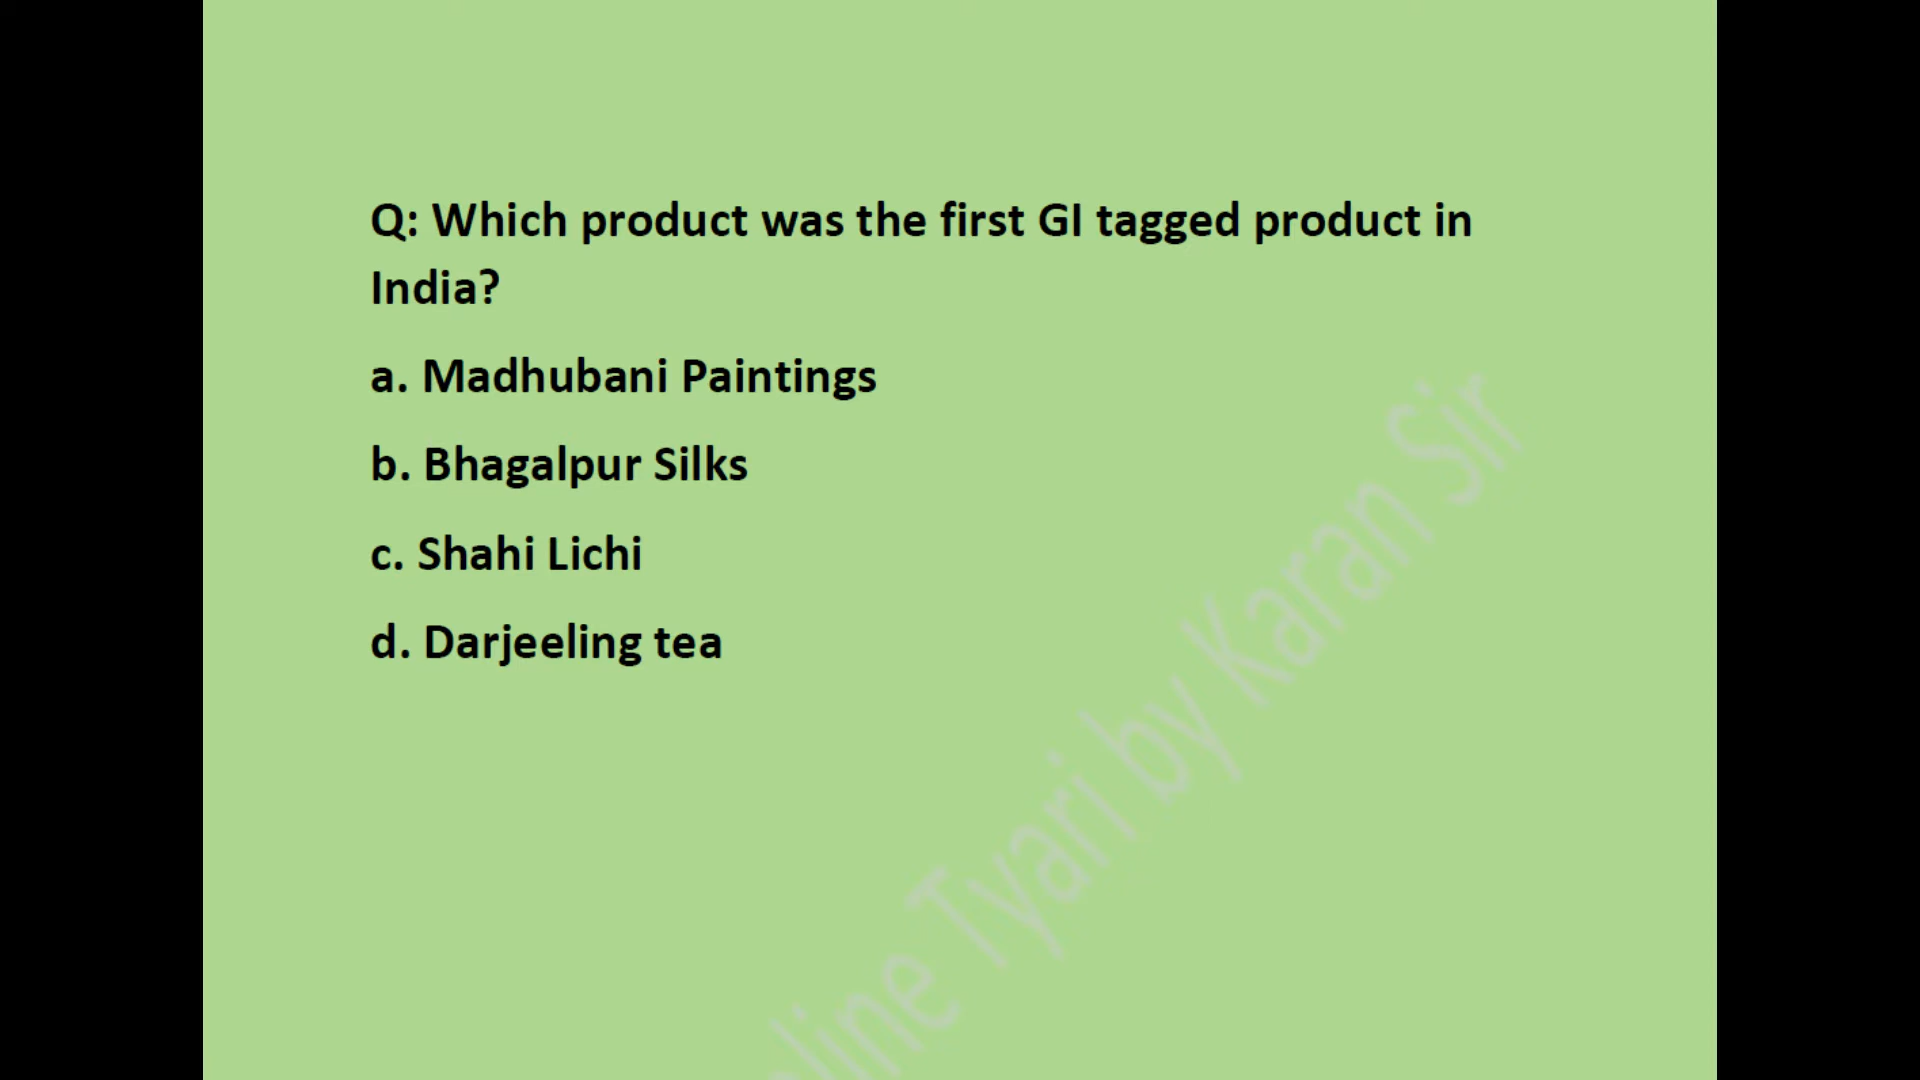 Q: Which product was the first GI tagged product in
India?
a. Madhubani Paintings
b. Bhagalpur Silks
c. Shahi Lichi
d. Darjeeling tea
Tyari by Karan Sir